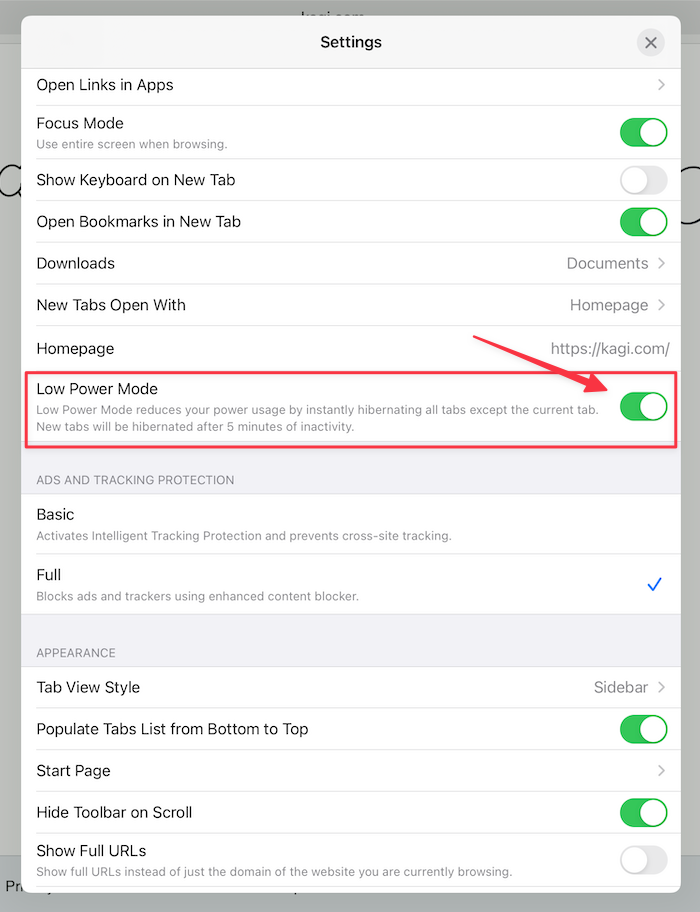 kagi.com
Settings
Open Links in Apps
Focus Mode
Use entire screen when browsing.
Show Keyboard on New Tab
Open Bookmarks in New Tab
Downloads Documents
New Tabs Open With Homepage
Homepage https://kagi.com/
Low Power Mode
Low Power Mode reduces your power usage by instantly hibernating all tabs except the current tab.
New tabs will be hibernated after 5 minutes of inactivity.
ADS AND TRACKING PROTECTION
Basic
Activates Intelligent Tracking Protection and prevents cross-site tracking.
Full
Blocks ads and trackers using enhanced content blocker.
APPEARANCE
Tab View Style Sidebar
Populate Tabs List from Bottom to Top
Start Page
Hide Toolbar on Scroll
Show Full URLs
Show full URLs instead of just the domain of the website you are currently browsing.